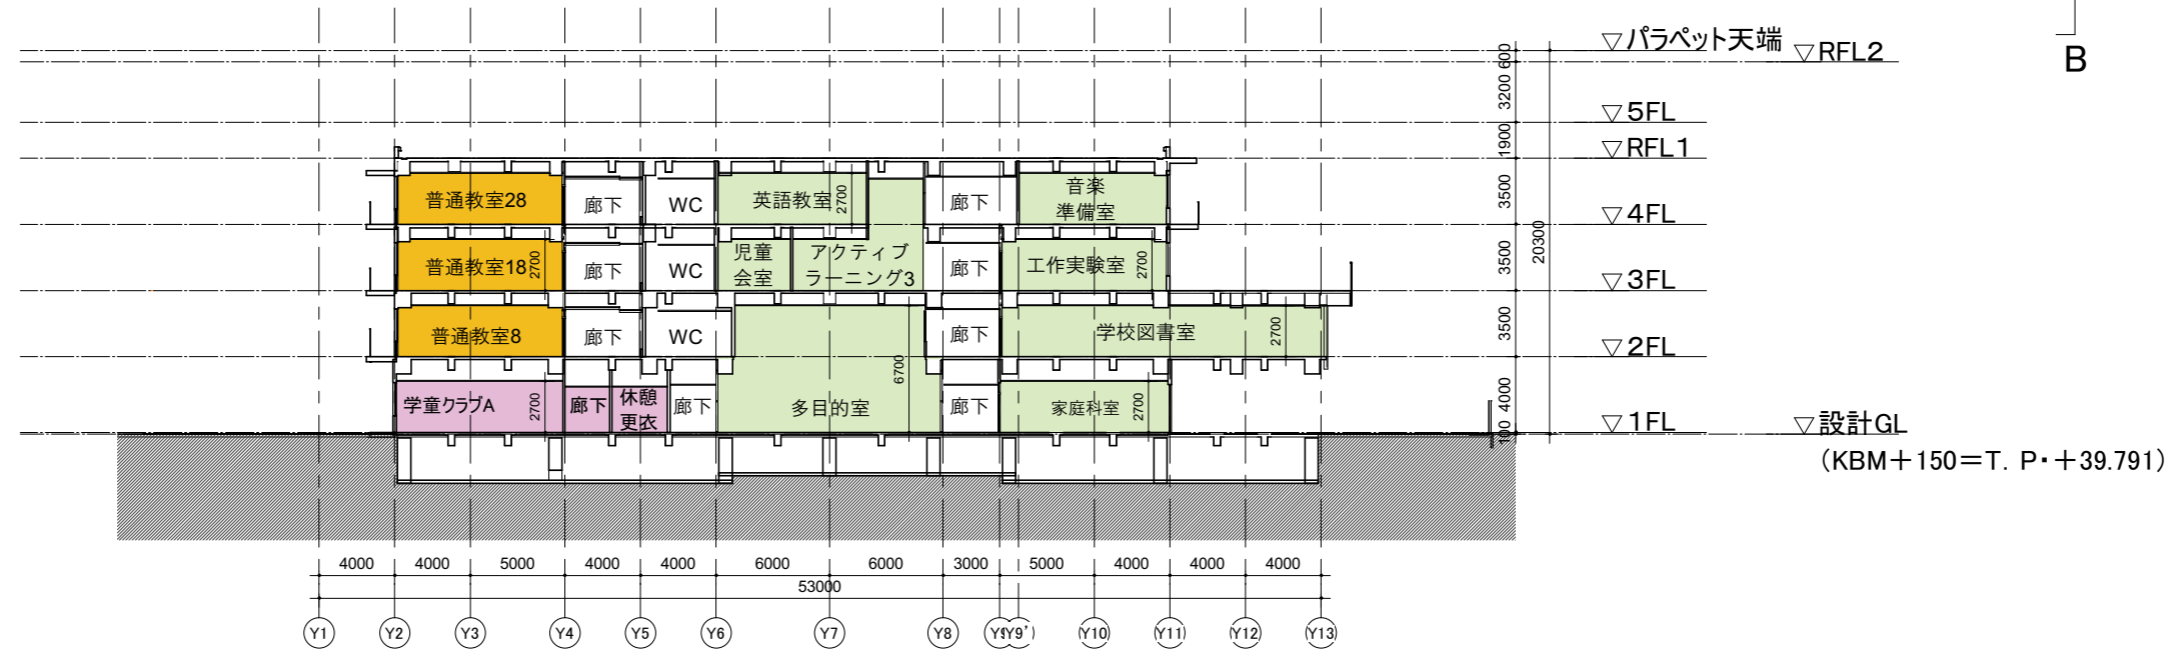 ▽パラペット天端
▽RFL2
B
600
3200
▽5FL
1900
▽RFL1
普通教室28
廊下
WC
英語教室
2700
廊下
音楽
準備室
3500
▽4FL
普通教室18
2700
廊下
WC
児童
会室
アクティブ
ラーニング3
廊下
工作実験室
2700
3500
20300
▽3FL
普通教室8
廊下
WC
廊下
学校図書室
2700
3500
▽2FL
学童クラブA
2700
廊下
休憩
更衣
廊下
多目的室
6700
廊下
家庭科室
2700
4000
100
▽1FL
▽設計GL
(KBM+150=T. P・+39.791)
4000 4000 5000 4000 4000 6000 6000 3000 5000 4000 4000 4000
53000
Y1 Y2 Y3 Y4 Y5 Y6 Y7 Y8 Y9 Y9' Y10 Y11 Y12 Y13